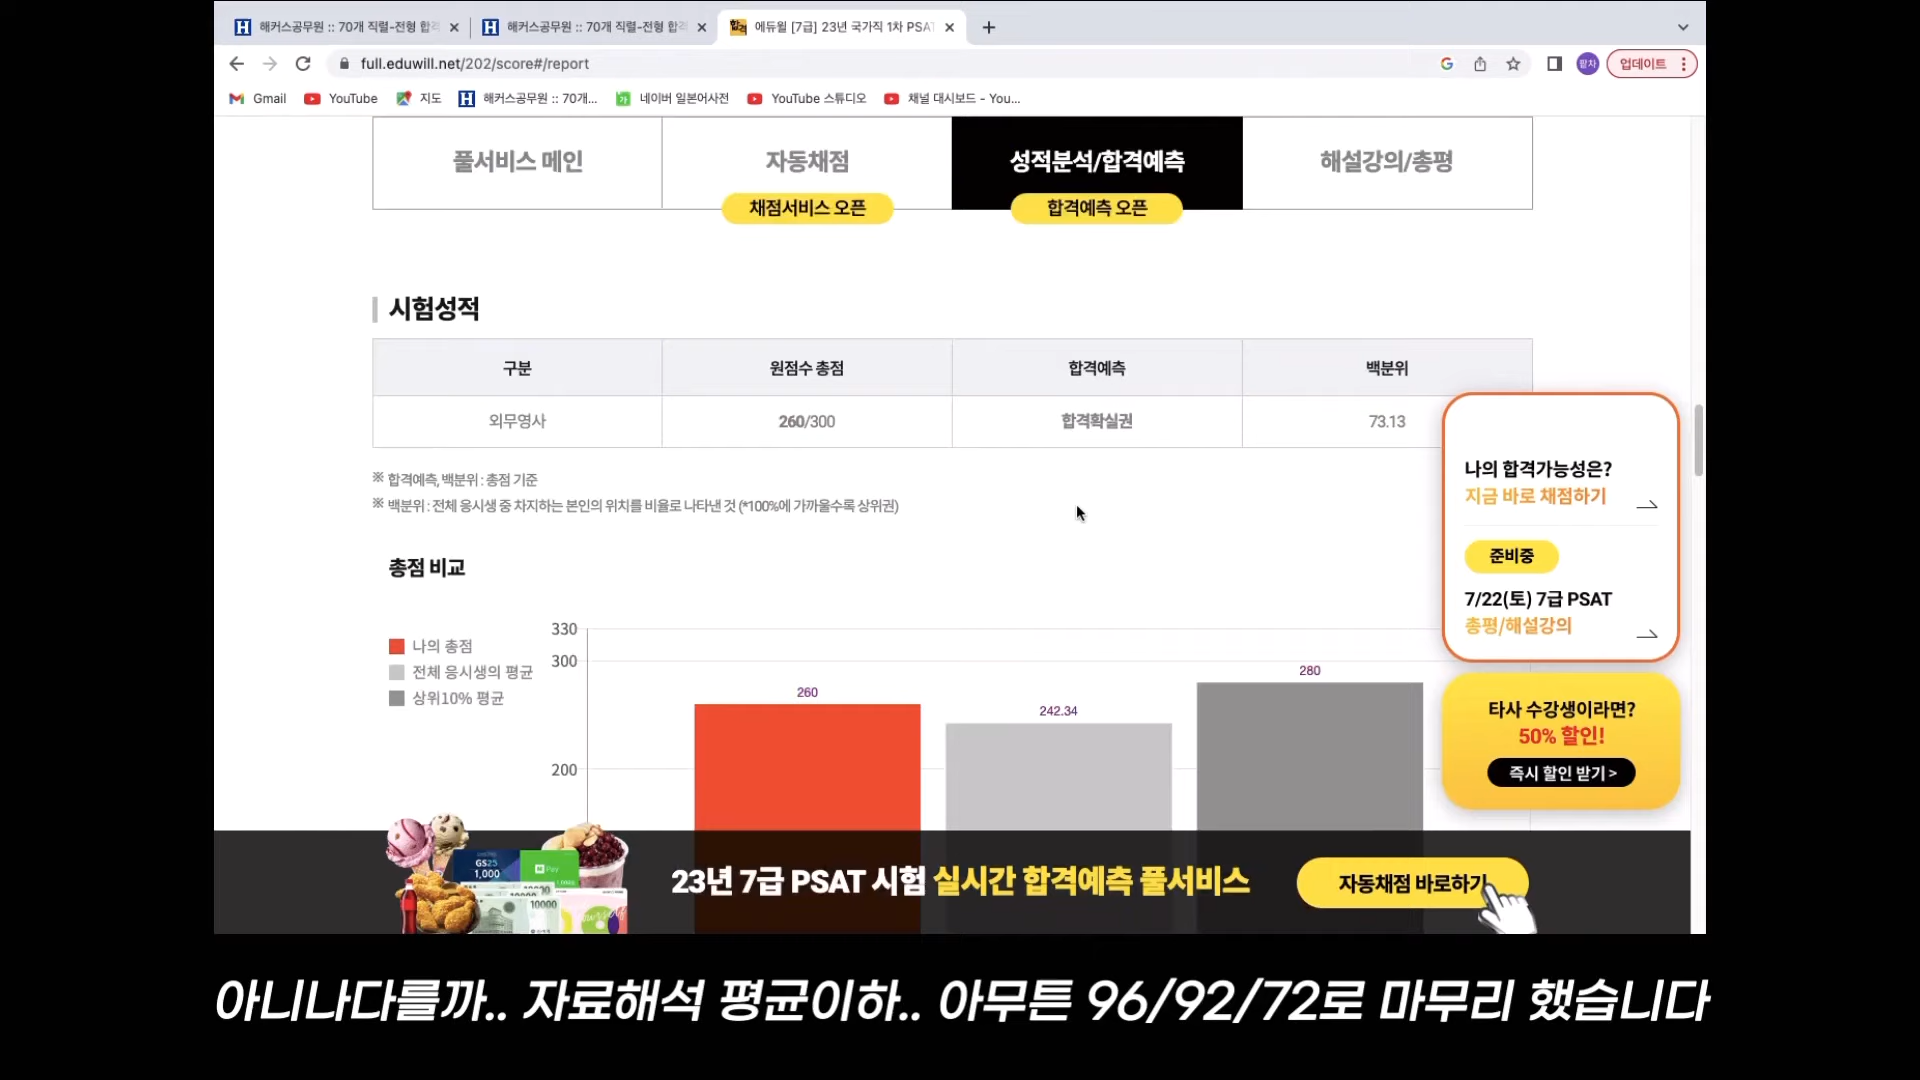 해커스공무원 :: 70개 직렬-전형 합격
해커스공무원 :: 70개 직렬-전형 합격
에듀윌 [7급] 23년 국가직 1차 PSAT
full.eduwill.net/202/score#/report
팥차
업데이트
Gmail
YouTube
지도
해커스공무원 :: 70개...
네이버 일본어사전
YouTube 스튜디오
채널 대시보드 - You...
풀서비스 메인
자동채점
성적분석/합격예측
해설강의/총평
채점서비스 오픈
합격예측 오픈
시험성적
구분 원점수 총점 합격예측 백분위
외무영사 260/300 합격확실권 73.13
※ 합격예측, 백분위 : 총점 기준
※ 백분위 : 전체 응시생 중 차지하는 본인의 위치를 비율로 나타낸 것 (*100%에 가까울수록 상위권)
나의 합격가능성은?
지금 바로 채점하기
준비중
7/22(토) 7급 PSAT
총평/해설강의
타사 수강생이라면?
50% 할인!
즉시 할인 받기 >
총점 비교
나의 총점
전체 응시생의 평균
상위10% 평균
330
300
200
260
242.34
280
GS25
1,000
Pay
10000
10000
23년 7급 PSAT 시험 실시간 합격예측 풀서비스
자동채점 바로하기
아니나다를까.. 자료해석 평균이하.. 아무튼 96/92/72로 마무리 했습니다